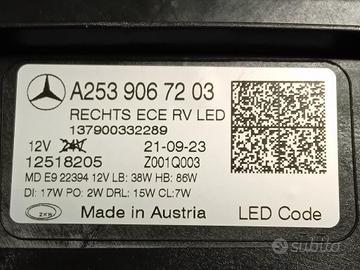 A253 906 72 03
RECHTS ECE RV LED
137900332289
12V 24V 21-09-23
12518205 Z001Q003
MD E9 22394 12V LB: 38W HB: 86W
DI: 17W PO: 2W DRL: 15W CL:7W
ZKW Made in Austria LED Code
subito